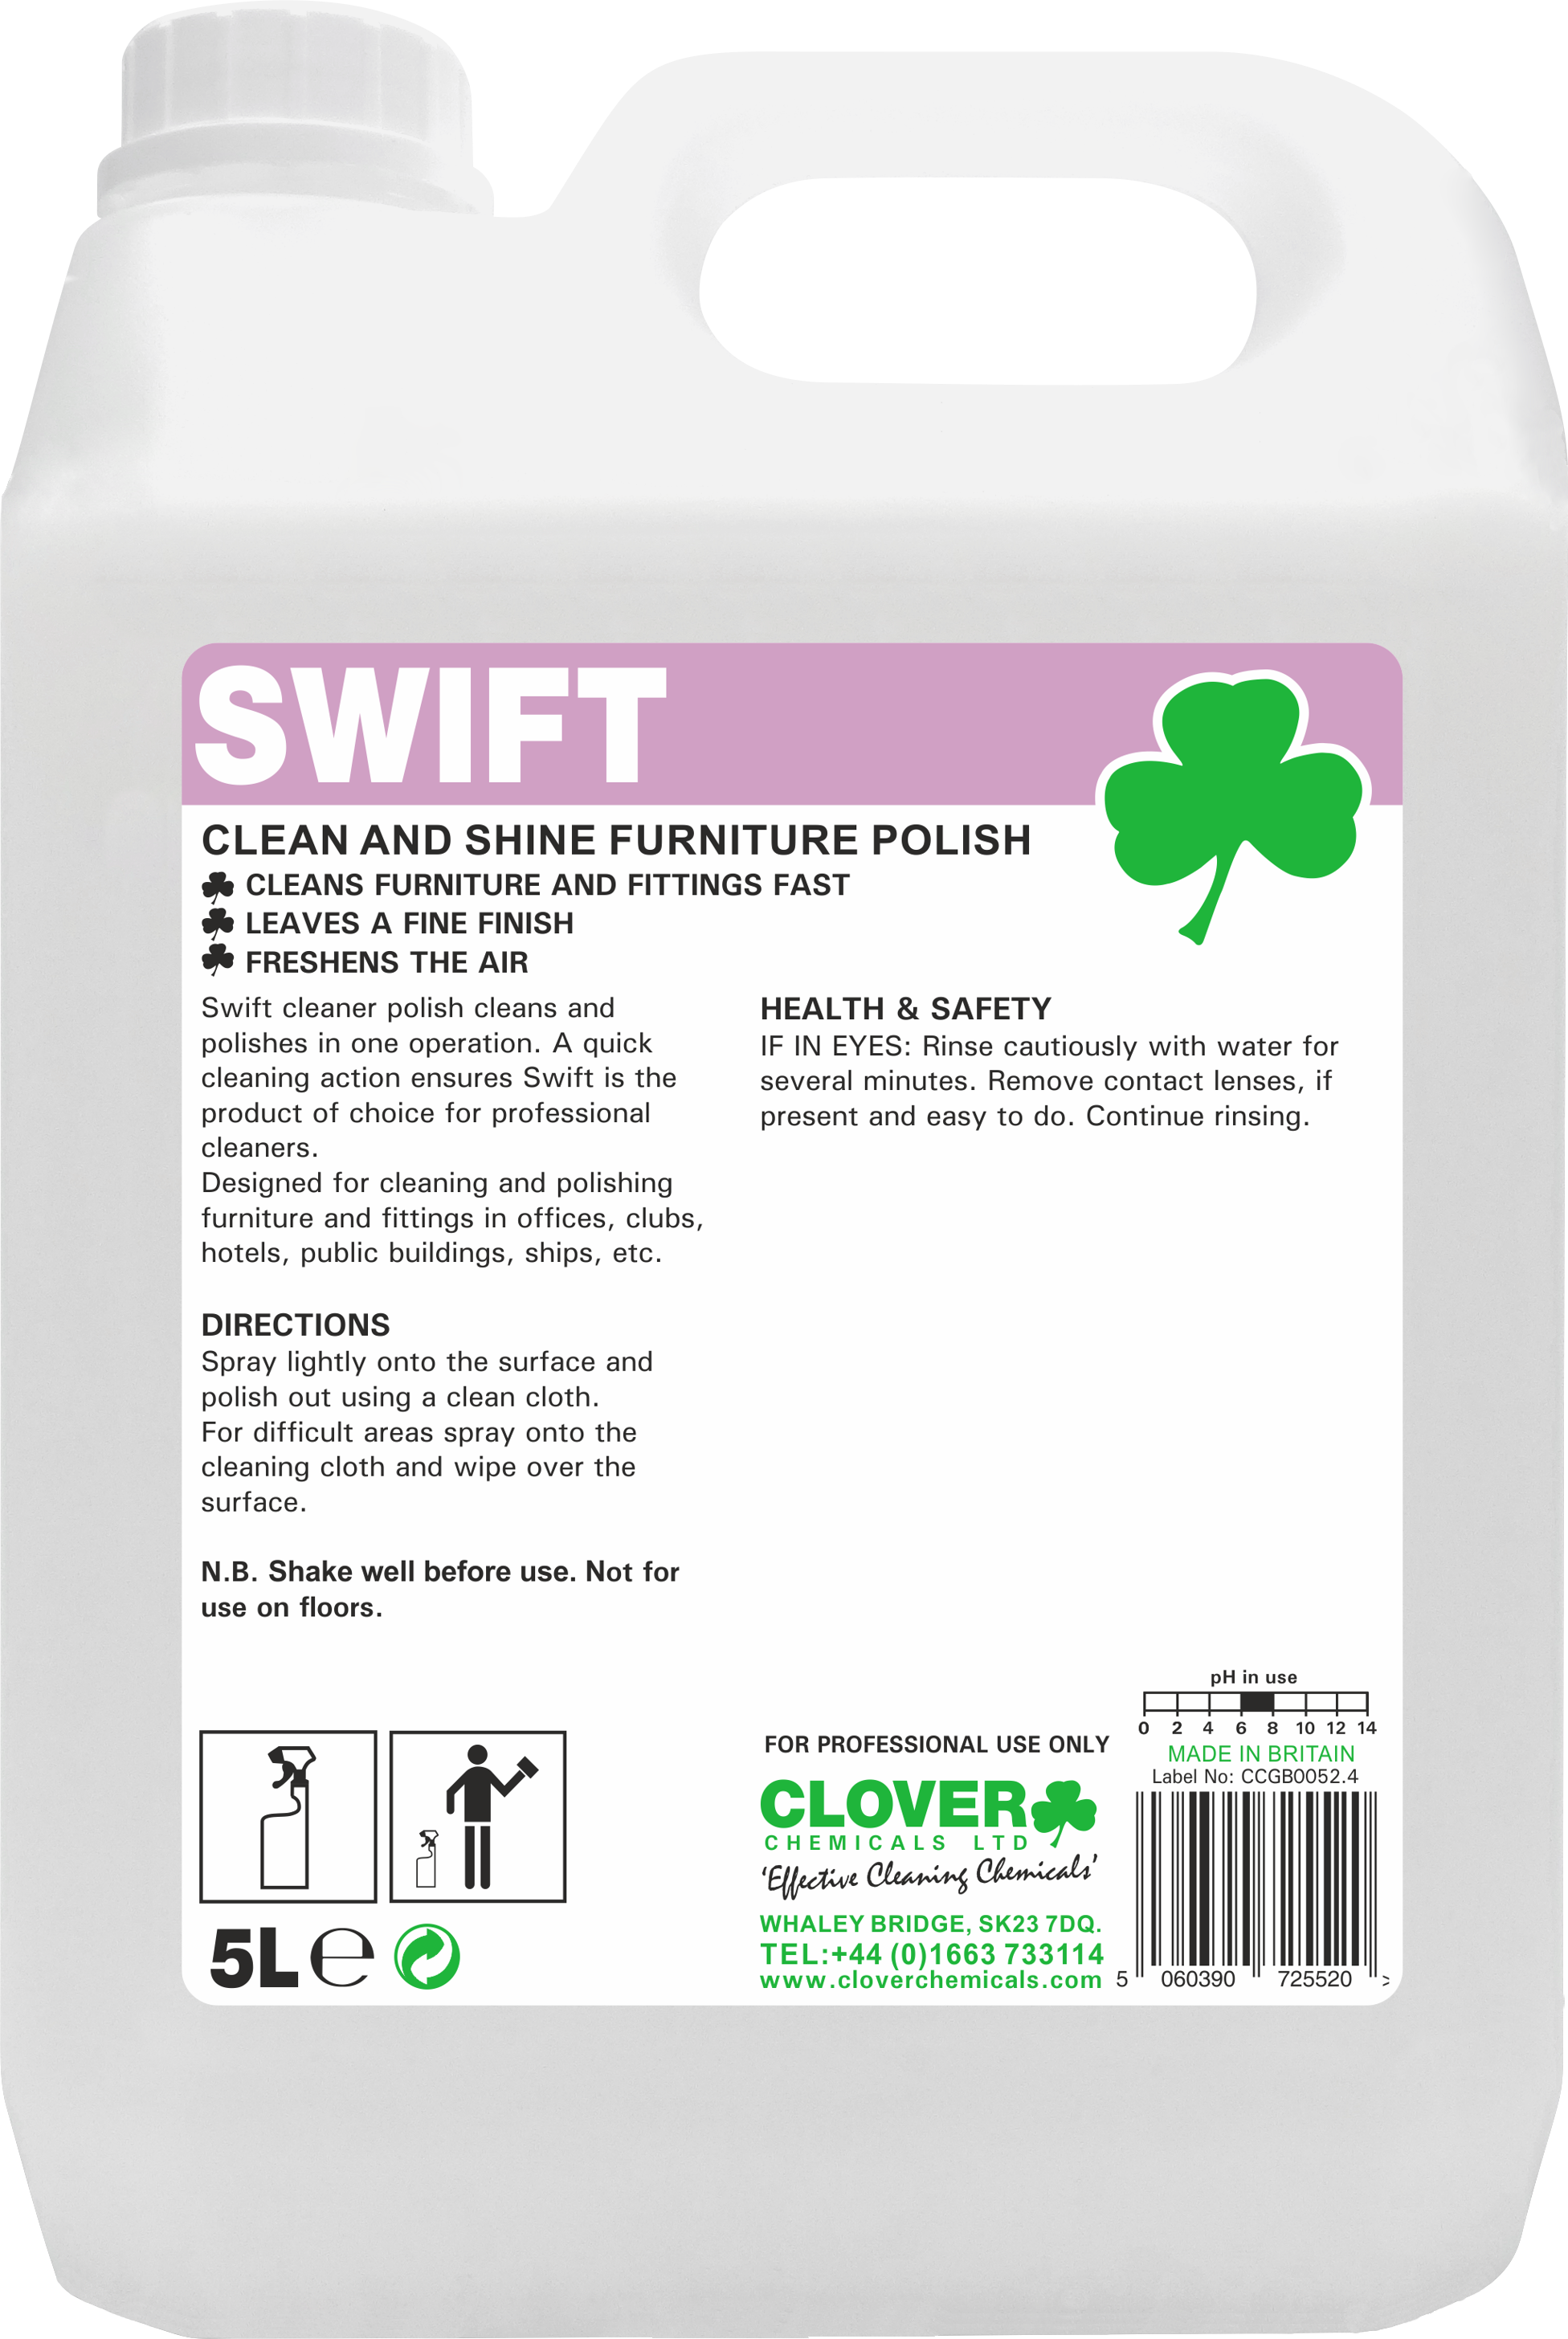 SWIFT
CLEAN AND SHINE FURNITURE POLISH
CLEANS FURNITURE AND FITTINGS FAST
LEAVES A FINE FINISH
FRESHENS THE AIR
Swift cleaner polish cleans and
polishes in one operation. A quick
cleaning action ensures Swift is the
product of choice for professional
cleaners.
Designed for cleaning and polishing
furniture and fittings in offices, clubs,
hotels, public buildings, ships, etc.
DIRECTIONS
Spray lightly onto the surface and
polish out using a clean cloth.
For difficult areas spray onto the
cleaning cloth and wipe over the
surface.
N.B. Shake well before use. Not for
use on floors.
5L e
HEALTH & SAFETY
IF IN EYES: Rinse cautiously with water for
several minutes. Remove contact lenses, if
present and easy to do. Continue rinsing.
FOR PROFESSIONAL USE ONLY
CLOVER
CHEMICALS LTD
'Effective Cleaning Chemicals'
WHALEY BRIDGE, SK23 7DQ.
TEL:+44 (0)1663 733114
www.cloverchemicals.com
pH in use
0 2 4 6 8 10 12 14
MADE IN BRITAIN
Label No: CCGB0052.4
5 060390 725520 >